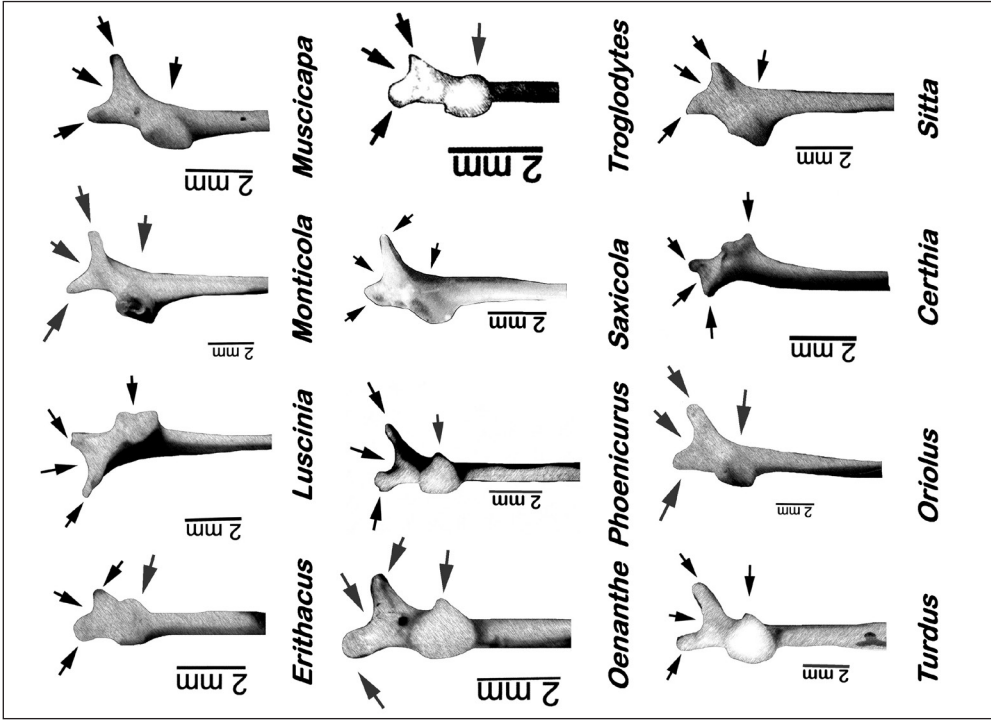 Muscicapa
2 mm
Troglodytes
2 mm
Sitta
2 mm
Monticola
2 mm
Saxicola
2 mm
Certhia
2 mm
Luscinia
2 mm
Phoenicurus
2 mm
Oriolus
2 mm
Erithacus
2 mm
Oenanthe
2 mm
Turdus
2 mm